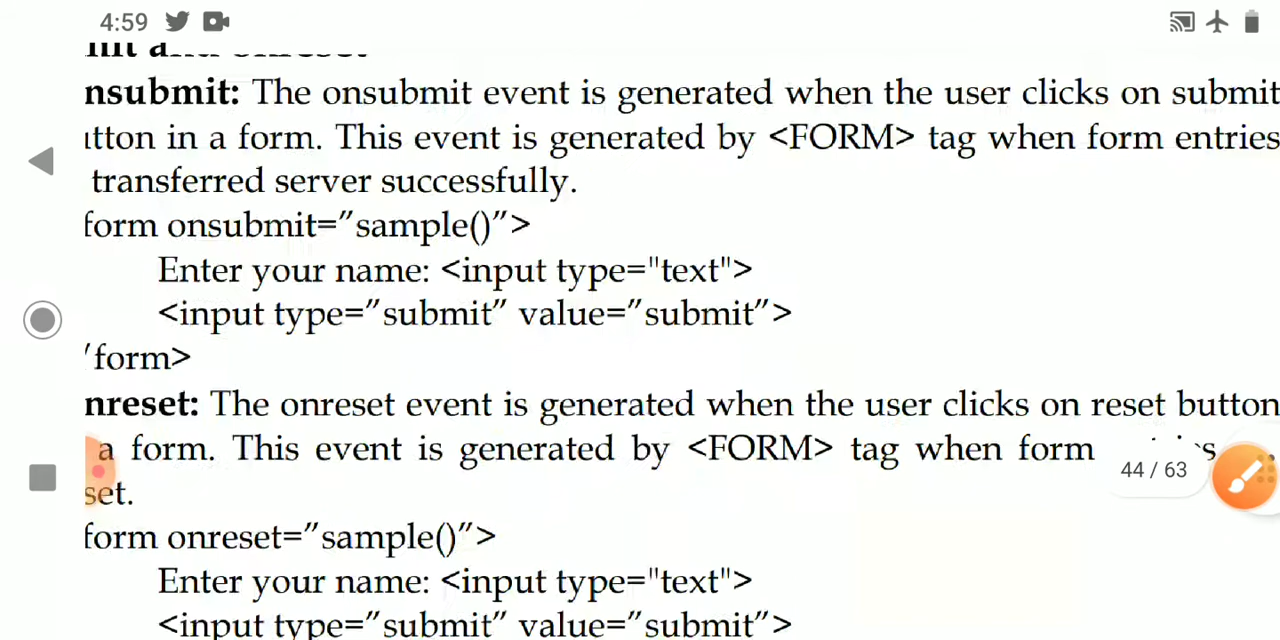 4:59
nsubmit: The onsubmit event is generated when the user clicks on submit
tton in a form. This event is generated by <FORM> tag when form entries
transferred server successfully.
form onsubmit=”sample()”>
Enter your name: <input type="text">
<input type=”submit” value=”submit”>
form>
nreset: The onreset event is generated when the user clicks on reset button
a form. This event is generated by <FORM> tag when form
44 / 63
set.
form onreset=”sample()”>
Enter your name: <input type="text">
<input type=”submit” value=”submit”>